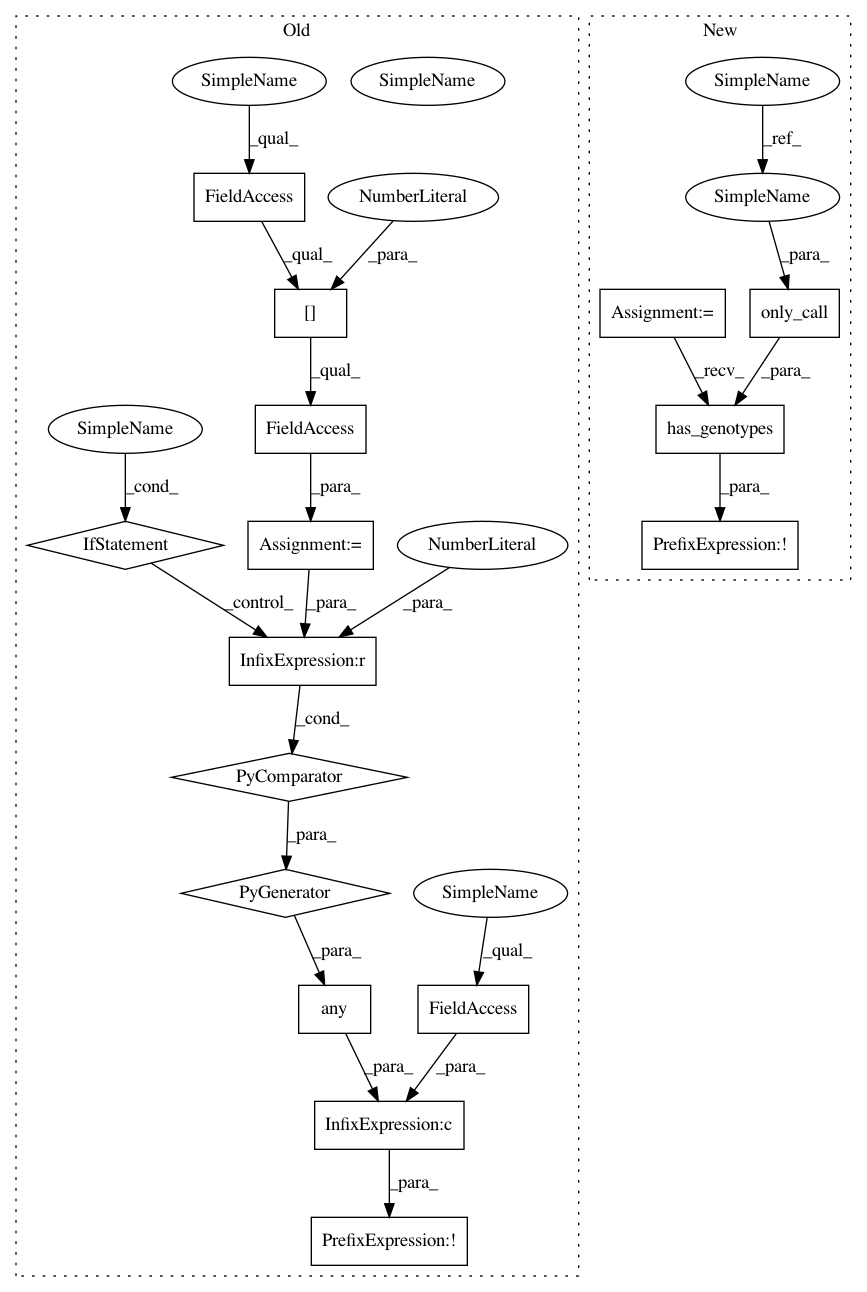 Old
New
SimpleName
SimpleName
SimpleName
_qual_
_ref_
FieldAccess
NumberLiteral
SimpleName
_qual_
_para_
_para_
[]
Assignment:=
only_call
_qual_
_recv_
_para_
SimpleName
FieldAccess
has_genotypes
_cond_
_para_
_para_
IfStatement
Assignment:=
NumberLiteral
PrefixExpression:!
_control_
_para_
_para_
InfixExpression:r
_cond_
PyComparator
_para_
PyGenerator
SimpleName
_para_
_qual_
any
FieldAccess
_para_
_para_
InfixExpression:c
_para_
PrefixExpression:!